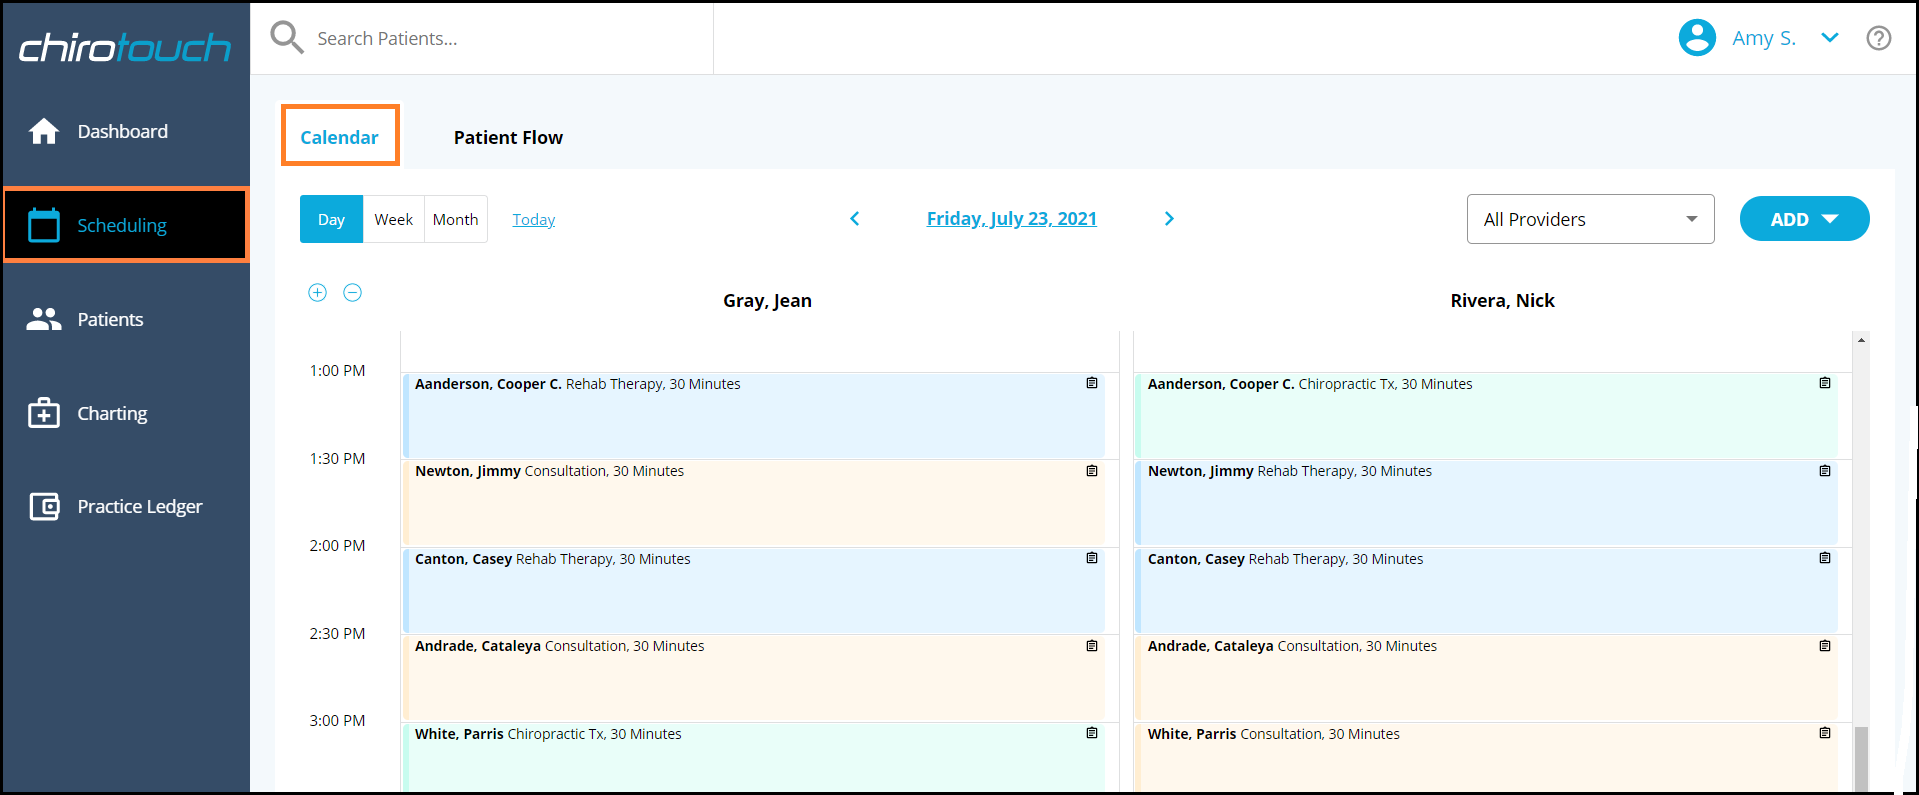 chirotouch
Search Patients...
Amy S.
Dashboard
Scheduling
Patients
Charting
Practice Ledger
Calendar
Patient Flow
Day
Week
Month
Today
Friday, July 23, 2021
All Providers
ADD
Gray, Jean
Rivera, Nick
1:00 PM
Aanderson, Cooper C. Rehab Therapy, 30 Minutes
Aanderson, Cooper C. Chiropractic Tx, 30 Minutes
1:30 PM
Newton, Jimmy Consultation, 30 Minutes
Newton, Jimmy Rehab Therapy, 30 Minutes
2:00 PM
Canton, Casey Rehab Therapy, 30 Minutes
Canton, Casey Rehab Therapy, 30 Minutes
2:30 PM
Andrade, Cataleya Consultation, 30 Minutes
Andrade, Cataleya Consultation, 30 Minutes
3:00 PM
White, Parris Chiropractic Tx, 30 Minutes
White, Parris Consultation, 30 Minutes